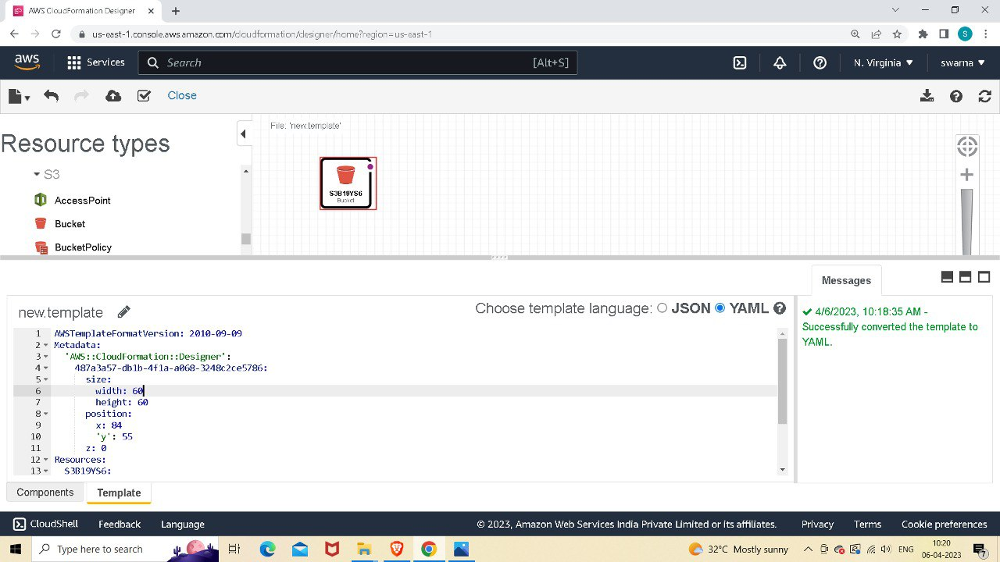 AWS CloudFormation Designer
us-east-1.console.aws.amazon.com/cloudformation/designer/home?region=us-east-1
S
aws
Services
Search
[Alt+S]
N. Virginia
swarna
Close
Resource types
S3
AccessPoint
Bucket
BucketPolicy
File: 'new.template'
S3B19YS6
Bucket
Messages
4/6/2023, 10:18:35 AM -
Successfully converted the template to
YAML.
new.template
Choose template language: JSON YAML
1 AWSTemplateFormatVersion: 2010-09-09
2 Metadata:
3 'AWS::CloudFormation::Designer':
4 487a3a57-db1b-4f1a-a068-3248c2ce5786:
5 size:
6 width: 60
7 height: 60
8 position:
9 x: 84
10 'y': 55
11 z: 0
12 Resources:
13 S3B19YS6:
Components
Template
CloudShell
Feedback
Language
© 2023, Amazon Web Services India Private Limited or its affiliates.
Privacy
Terms
Cookie preferences
Type here to search
32°C Mostly sunny
ENG
10:20
06-04-2023
7